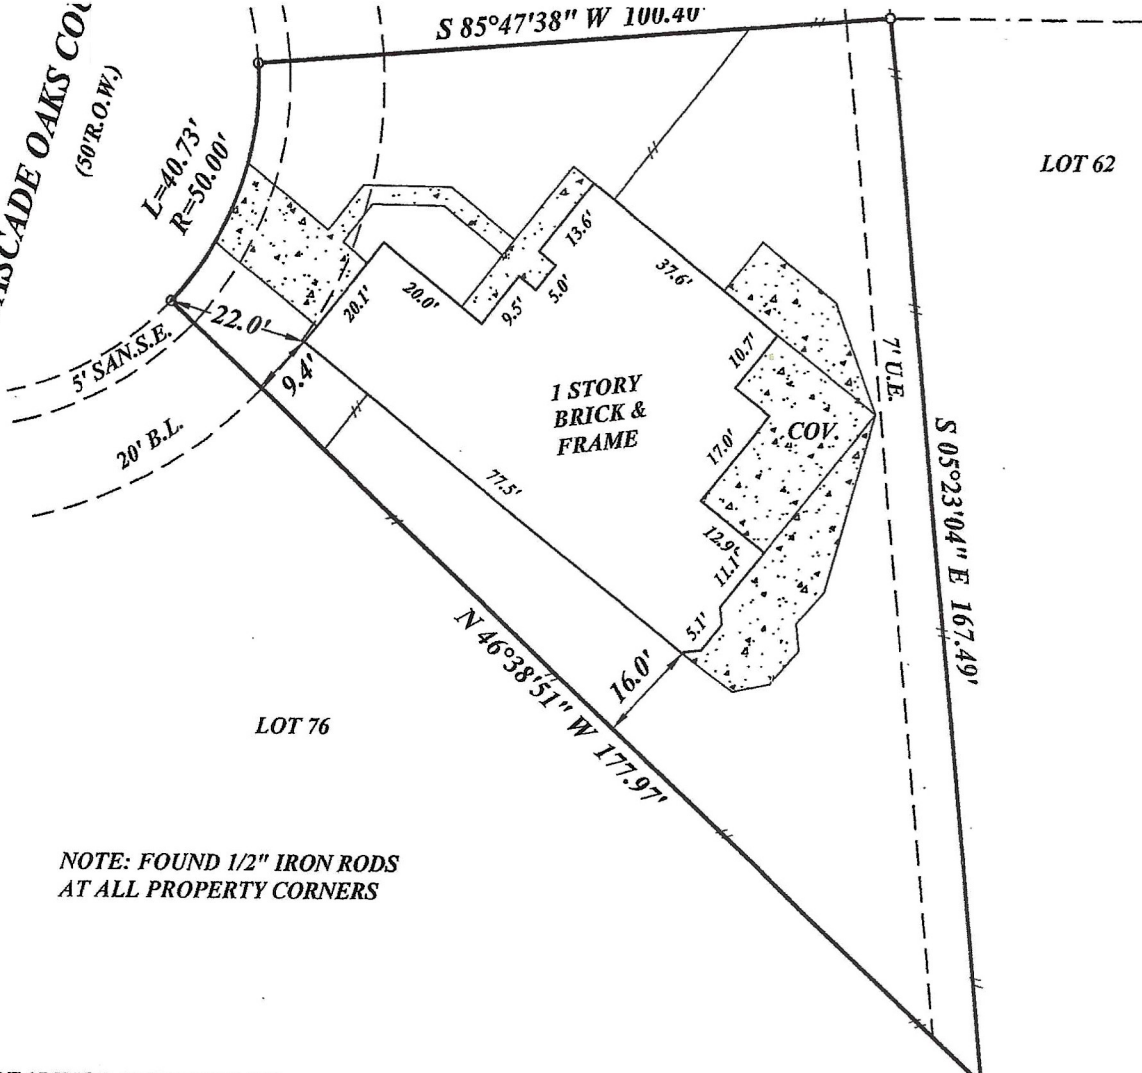 S 85°47'38" W 100.40'
(50'R.O.W.)
LOT 62
L=40.73'
R=50.00'
13.6'
37.6'
20.1'
20.0'
9.5'
5.0'
22.0'
5' SAN.S.E.
9.4'
10.7'
7' U.E.
1 STORY
BRICK &
FRAME
COV.
20' B.L.
17.0'
77.5'
S 05°23'04" E 167.49'
12.9'
11.1'
5.1'
16.0'
N 46°38'51" W 177.97'
LOT 76
NOTE: FOUND 1/2" IRON RODS
AT ALL PROPERTY CORNERS